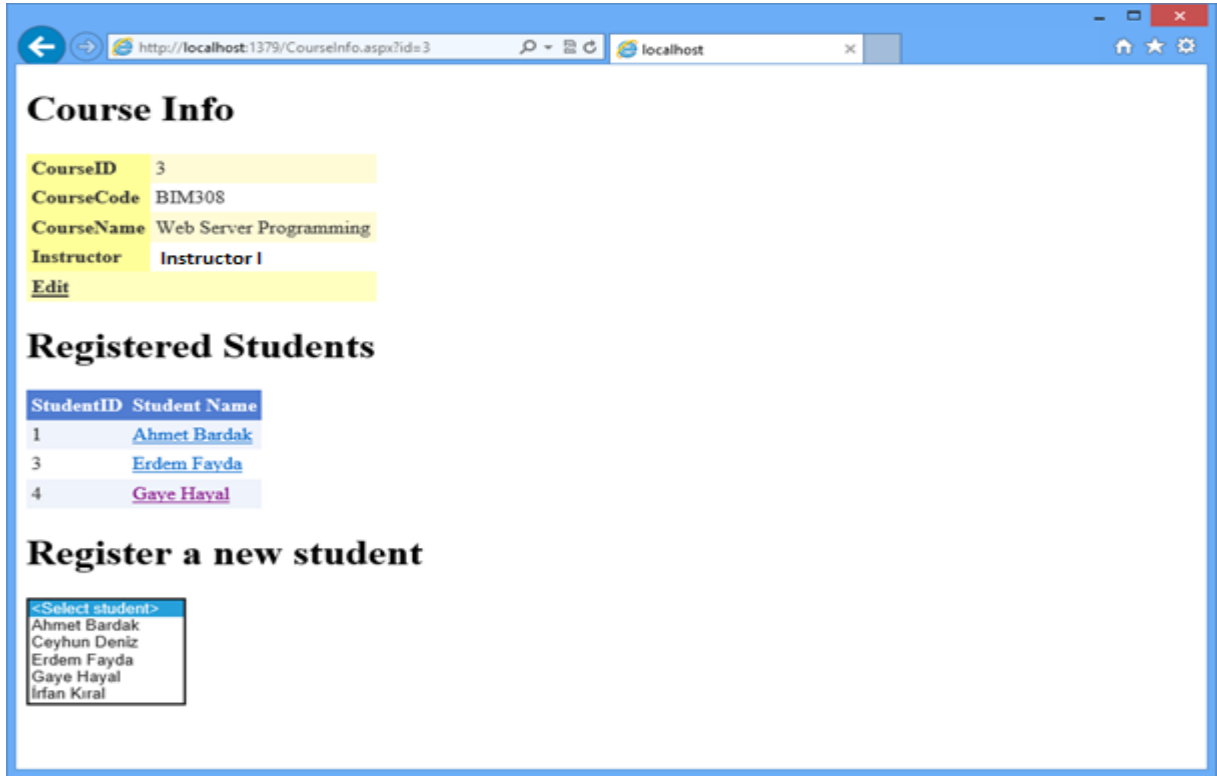 http://localhost:1379/CourseInfo.aspx?id=3
localhost
Course Info
CourseID 3
CourseCode BIM308
CourseName Web Server Programming
Instructor Instructor I
Edit
Registered Students
StudentID Student Name
1 Ahmet Bardak
3 Erdem Fayda
4 Gaye Hayal
Register a new student
<Select student>
Ahmet Bardak
Ceyhun Deniz
Erdem Fayda
Gaye Hayal
İrfan Kıral